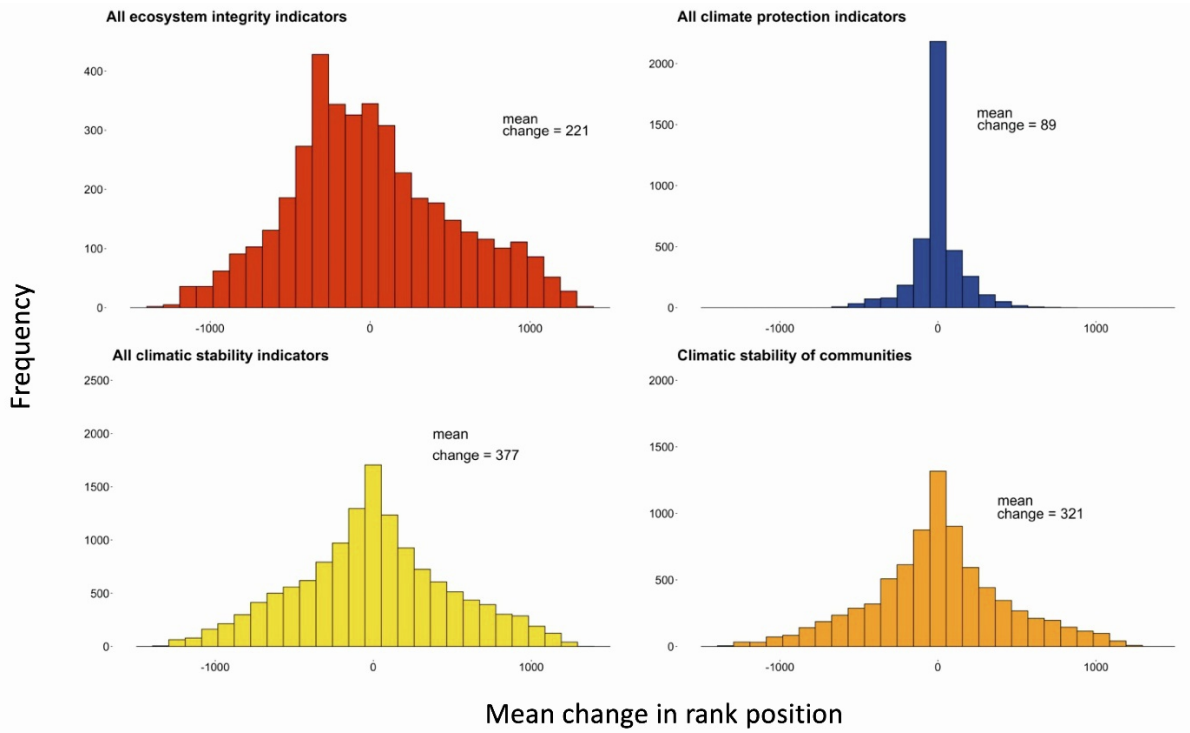 All ecosystem integrity indicators
400
300
200
100
0
-1000 0 1000
mean
change = 221
All climate protection indicators
2000
1500
1000
500
0
-1000 0 1000
mean
change = 89
Frequency
All climatic stability indicators
2500
2000
1500
1000
500
0
-1000 0 1000
mean
change = 377
Climatic stability of communities
2000
1500
1000
500
0
-1000 0 1000
mean
change = 321
Mean change in rank position